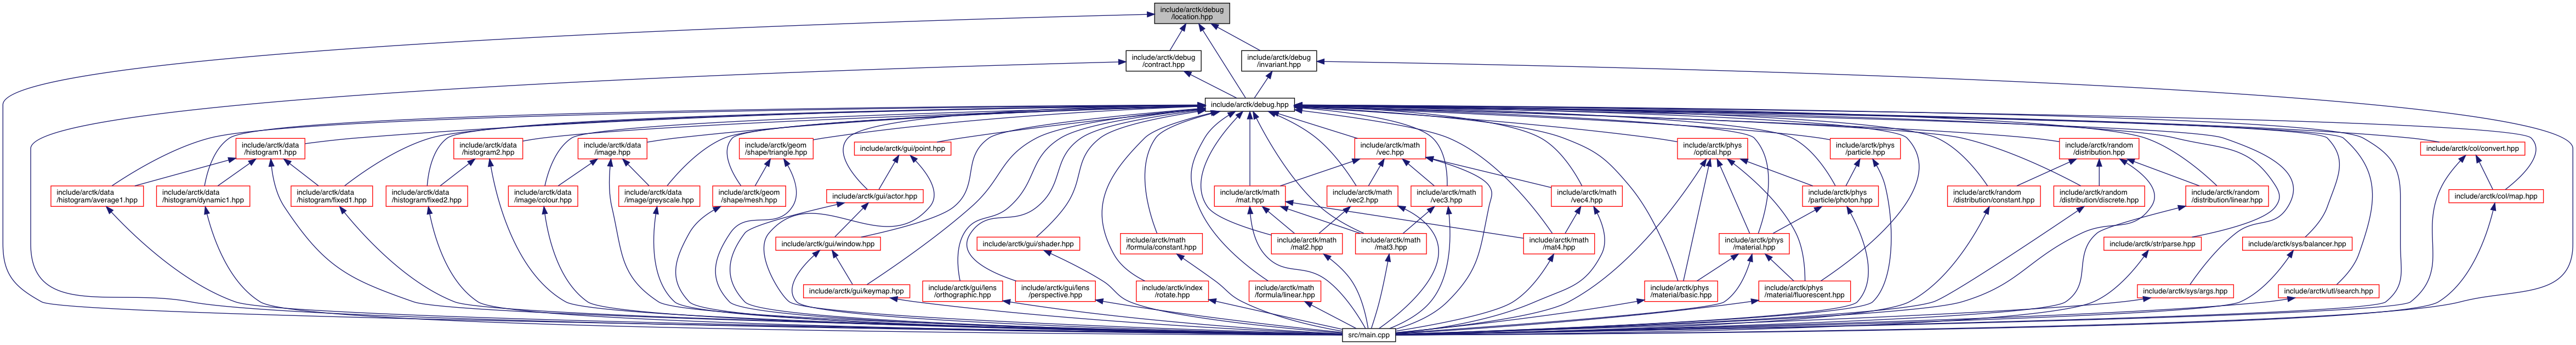 include/arctk/debug
/location.hpp
include/arctk/debug
/contract.hpp
include/arctk/debug
/invariant.hpp
include/arctk/debug.hpp
include/arctk/data
/histogram1.hpp
include/arctk/data
/histogram2.hpp
include/arctk/data
/image.hpp
include/arctk/geom
/shape/triangle.hpp
include/arctk/gui/point.hpp
include/arctk/math
/vec.hpp
include/arctk/phys
/optical.hpp
include/arctk/phys
/particle.hpp
include/arctk/random
/distribution.hpp
include/arctk/col/convert.hpp
include/arctk/data
/histogram/average1.hpp
include/arctk/data
/histogram/dynamic1.hpp
include/arctk/data
/histogram/fixed1.hpp
include/arctk/data
/histogram/fixed2.hpp
include/arctk/data
/image/colour.hpp
include/arctk/data
/image/greyscale.hpp
include/arctk/geom
/shape/mesh.hpp
include/arctk/gui/actor.hpp
include/arctk/math
/mat.hpp
include/arctk/math
/vec2.hpp
include/arctk/math
/vec3.hpp
include/arctk/math
/vec4.hpp
include/arctk/phys
/particle/photon.hpp
include/arctk/random
/distribution/constant.hpp
include/arctk/random
/distribution/discrete.hpp
include/arctk/random
/distribution/linear.hpp
include/arctk/col/map.hpp
include/arctk/gui/window.hpp
include/arctk/gui/shader.hpp
include/arctk/math
/formula/constant.hpp
include/arctk/math
/mat2.hpp
include/arctk/math
/mat3.hpp
include/arctk/math
/mat4.hpp
include/arctk/phys
/material.hpp
include/arctk/str/parse.hpp
include/arctk/sys/balancer.hpp
include/arctk/gui/keymap.hpp
include/arctk/gui/lens
/orthographic.hpp
include/arctk/gui/lens
/perspective.hpp
include/arctk/index
/rotate.hpp
include/arctk/math
/formula/linear.hpp
include/arctk/phys
/material/basic.hpp
include/arctk/phys
/material/fluorescent.hpp
include/arctk/sys/args.hpp
include/arctk/utl/search.hpp
src/main.cpp